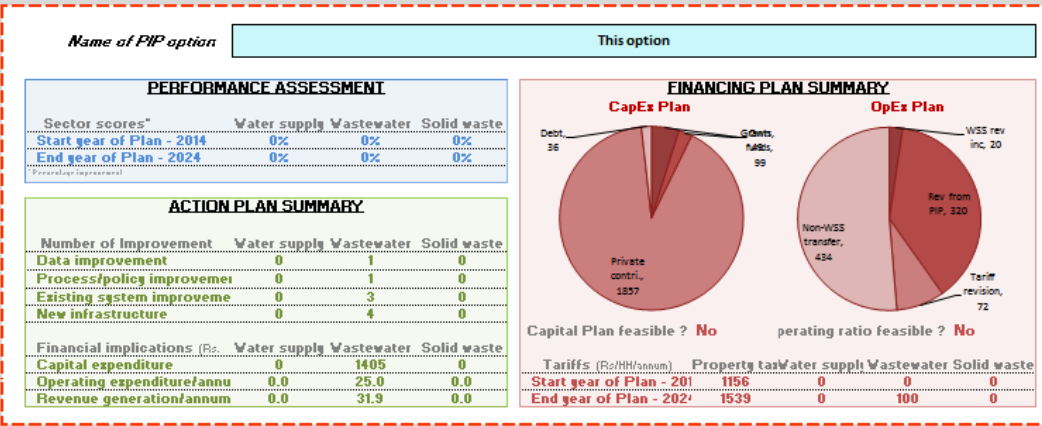 Name of PIP option
This option
PERFORMANCE ASSESSMENT
Sector scores* Water supply Wastewater Solid waste
Start year of Plan - 2014 0% 0% 0%
End year of Plan - 2024 0% 0% 0%
* Percentage improvement
ACTION PLAN SUMMARY
Number of Improvement Water supply Wastewater Solid waste
Data improvement 0 1 0
Process/policy improvemen 0 1 0
Existing system improveme 0 3 0
New infrastructure 0 4 0
Financial implications (Rs. Water supply Wastewater Solid waste
Capital expenditure 0 1405 0
Operating expenditure/annu 0.0 25.0 0.0
Revenue generation/annum 0.0 31.9 0.0
FINANCING PLAN SUMMARY
CapEx Plan
Debt,
36
99
Private
contri.,
1857
OpEx Plan
WSS rev
inc, 20
Rev from
PIP, 320
Non-WSS
transfer,
434
Tariff
revision,
72
Capital Plan feasible ? No
perating ratio feasible ? No
Tariffs (Rs/HH/annum) Property tax Water suppl Wastewater Solid waste
Start year of Plan - 201 1156 0 0 0
End year of Plan - 2024 1539 0 100 0